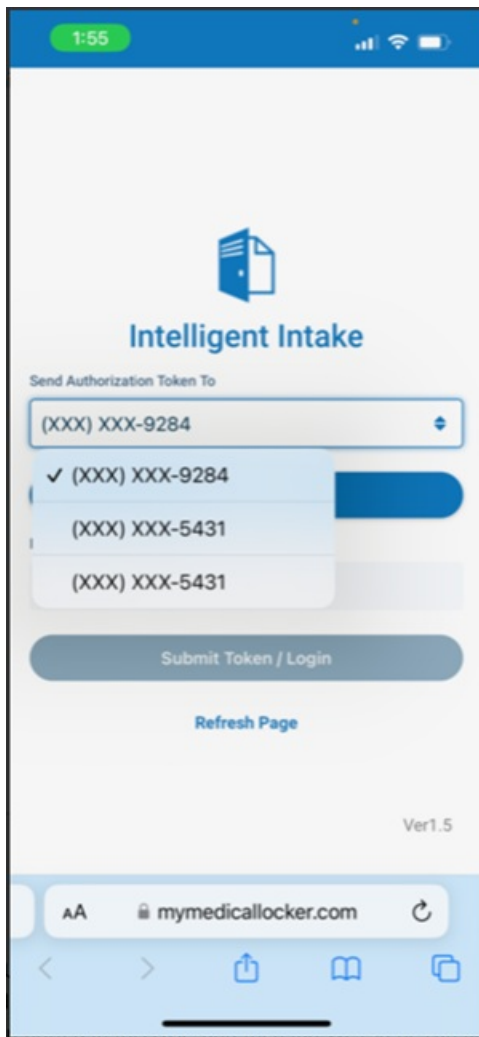 1:55
Intelligent Intake
Send Authorization Token To
(XXX) XXX-9284
✓ (XXX) XXX-9284
(XXX) XXX-5431
(XXX) XXX-5431
Submit Token / Login
Refresh Page
Ver1.5
AA mymedicallocker.com